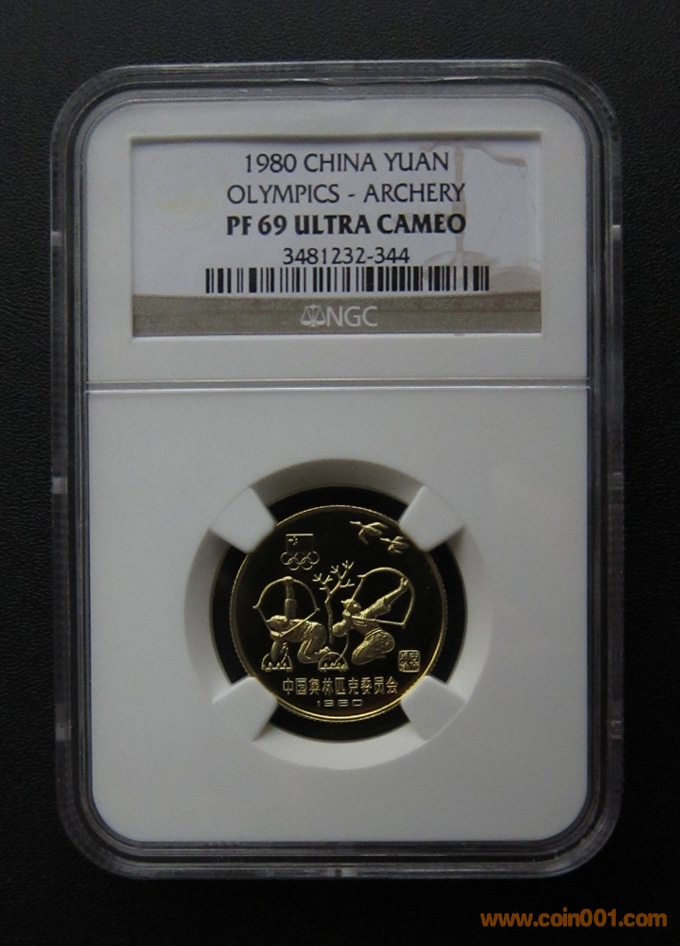 1980 CHINA YUAN
OLYMPICS - ARCHERY
PF 69 ULTRA CAMEO
3481232-344
NGC
中国奥林匹克委员会
1980
www.coin001.com